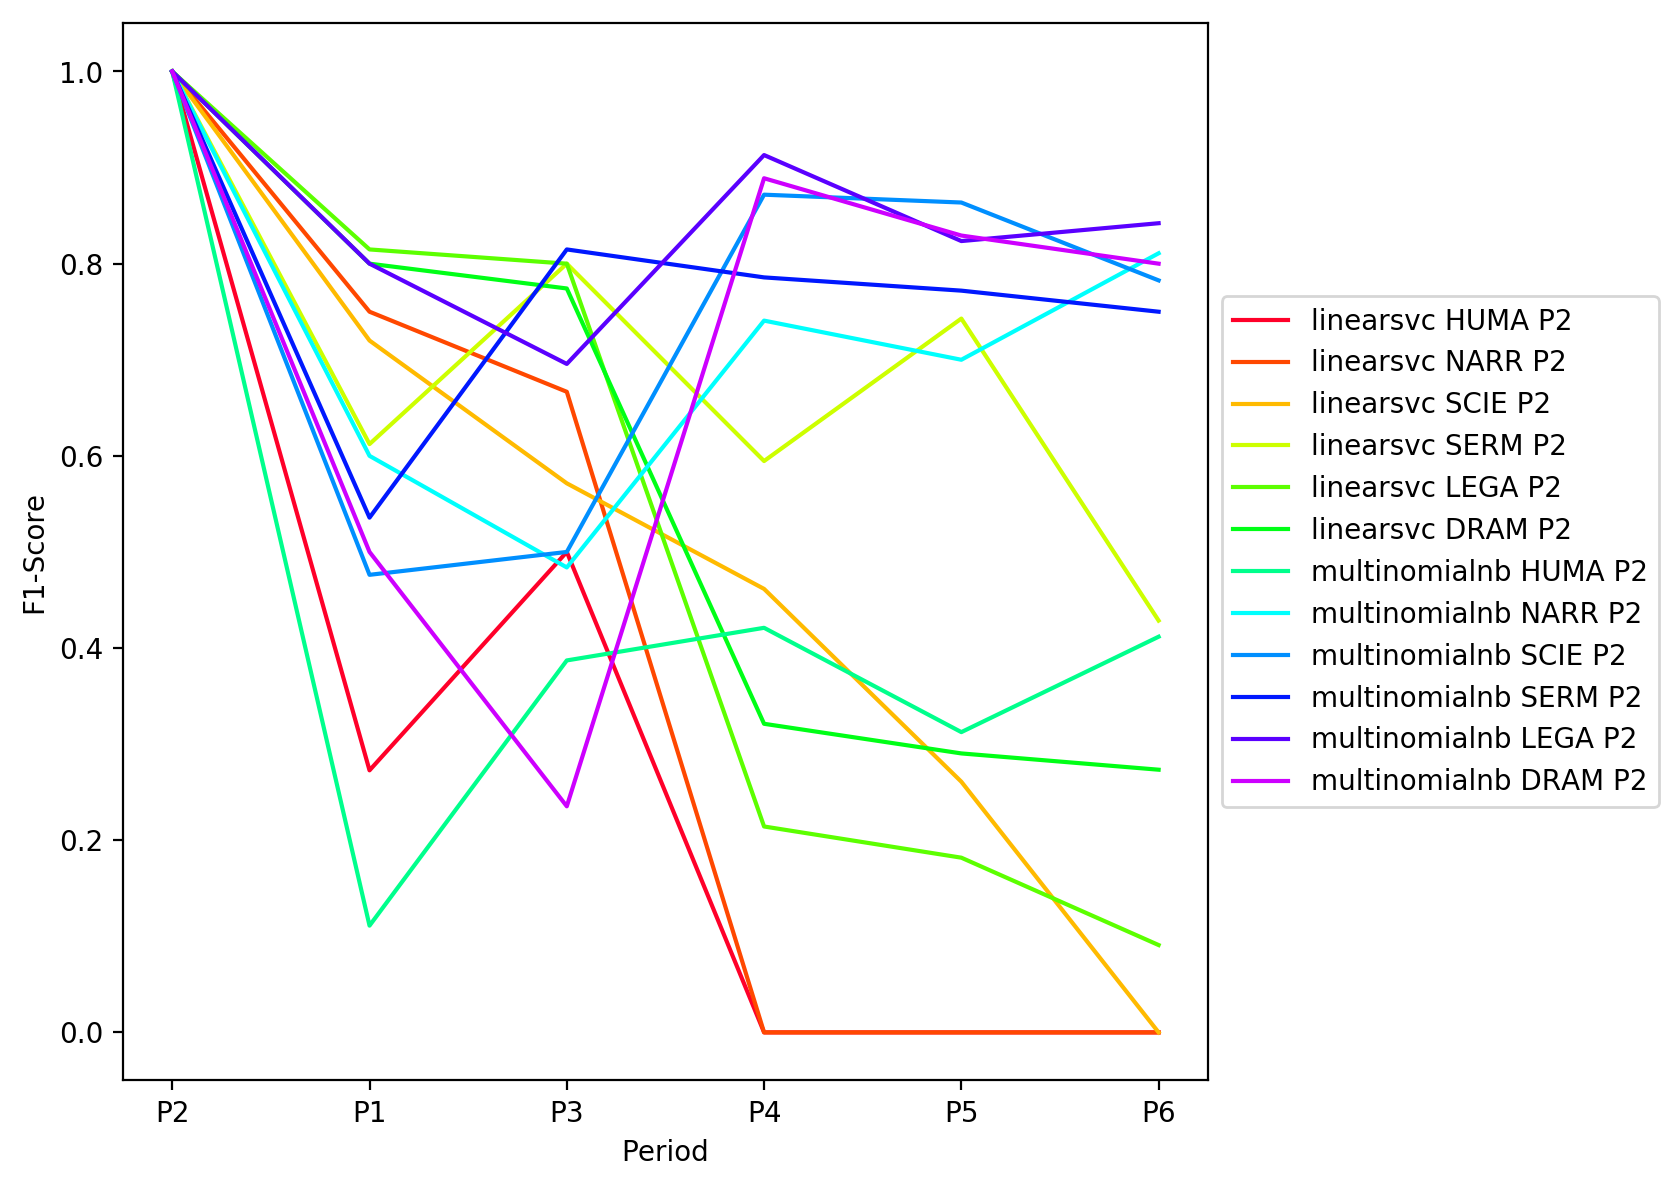 1.0
0.8
0.6
0.4
0.2
0.0
F1-Score
P2 P1 P3 P4 P5 P6
Period
linearsvc HUMA P2
linearsvc NARR P2
linearsvc SCIE P2
linearsvc SERM P2
linearsvc LEGA P2
linearsvc DRAM P2
multinomialnb HUMA P2
multinomialnb NARR P2
multinomialnb SCIE P2
multinomialnb SERM P2
multinomialnb LEGA P2
multinomialnb DRAM P2